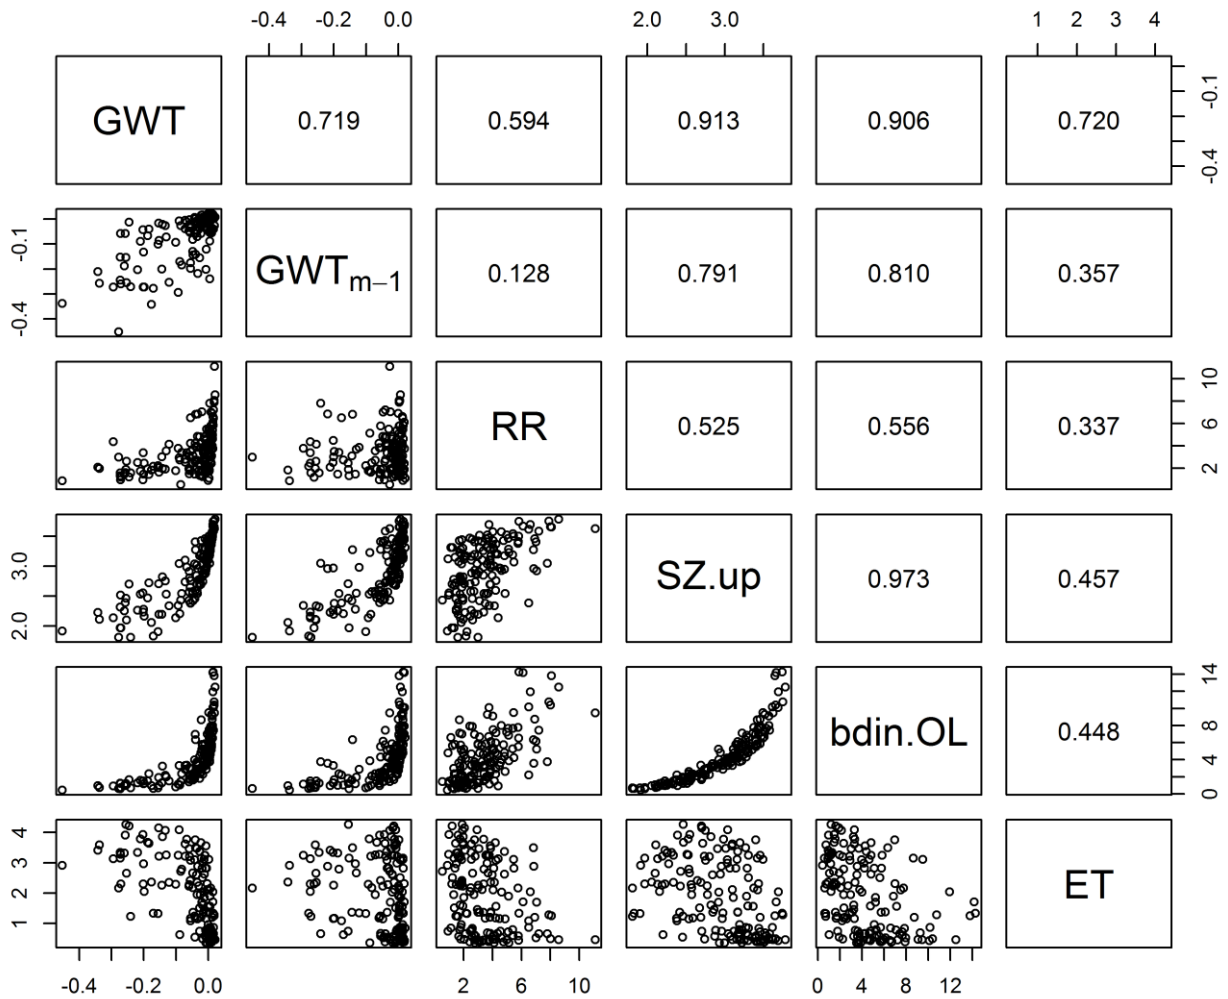 -0.4 -0.2 0.0 2.0 3.0 1 2 3 4
GWT 0.719 0.594 0.913 0.906 0.720 -0.4 -0.1
-0.4 -0.1 GWTm−1 0.128 0.791 0.810 0.357
RR 0.525 0.556 0.337 2 6 10
2.0 3.0 SZ.up 0.973 0.457
bdin.OL 0.448 0 4 8 14
1 2 3 4 ET
-0.4 -0.2 0.0 2 6 10 0 4 8 12